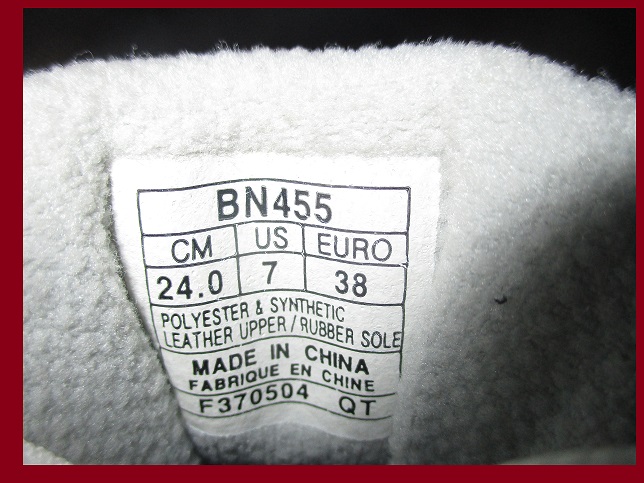 BN455
CM US EURO
24.0 7 38
POLYESTER & SYNTHETIC
LEATHER UPPER / RUBBER SOLE
MADE IN CHINA
FABRIQUE EN CHINE
F370504 QT